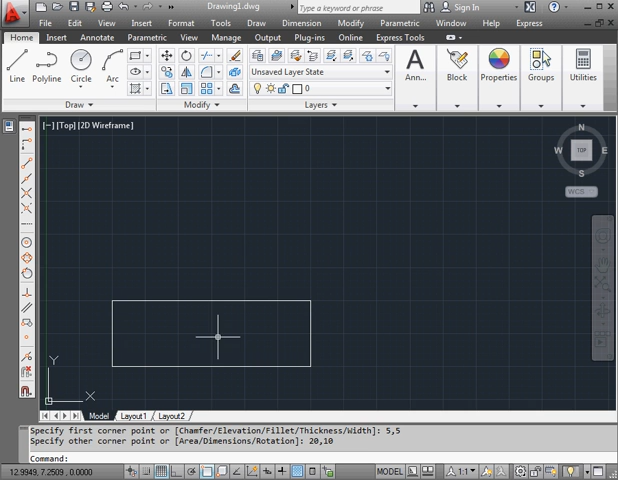 Drawing1.dwg
Type a keyword or phrase
Sign In
File Edit View Insert Format Tools Draw Dimension Modify
Parametric Window Help Express
Home Insert Annotate Parametric View Manage Output Plug-ins Online Express Tools
Line Polyline Circle Arc
Unsaved Layer State
0
Ann... Block Properties Groups Utilities
Draw Modify Layers
[−] [Top] [2D Wireframe]
N
W TOP E
S
WCS
Y
X
Model Layout1 Layout2
Specify first corner point or [Chamfer/Elevation/Fillet/Thickness/Width]: 5,5
Specify other corner point or [Area/Dimensions/Rotation]: 20,10
Command:
12.9949, 7.2509 , 0.0000
MODEL
1:1